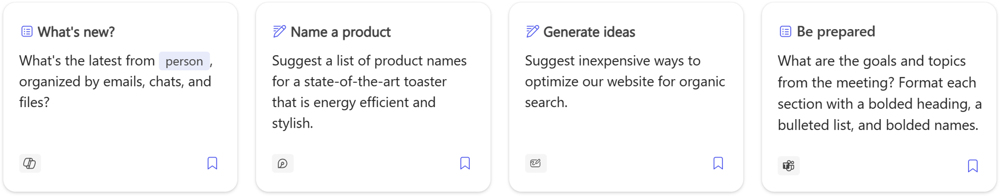 What's new?
What's the latest from person,
organized by emails, chats, and
files?
Name a product
Suggest a list of product names
for a state-of-the-art toaster
that is energy efficient and
stylish.
Generate ideas
Suggest inexpensive ways to
optimize our website for organic
search.
Be prepared
What are the goals and topics
from the meeting? Format each
section with a bolded heading, a
bulleted list, and bolded names.